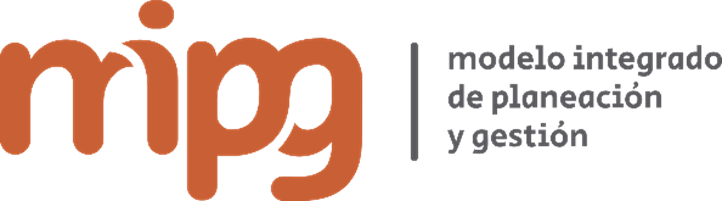 mipg
modelo integrado
de planeación
y gestión